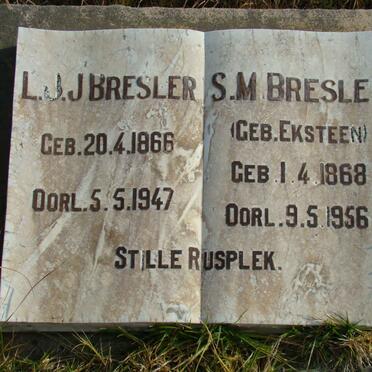 L.J.J BRESLER
GEB. 20.4.1866
OORL. 5.5.1947
S.M BRESLE
(GEB. EKSTEEN)
GEB. 1.4.1868
OORL. 9.5.1956
STILLE RUSPLEK.